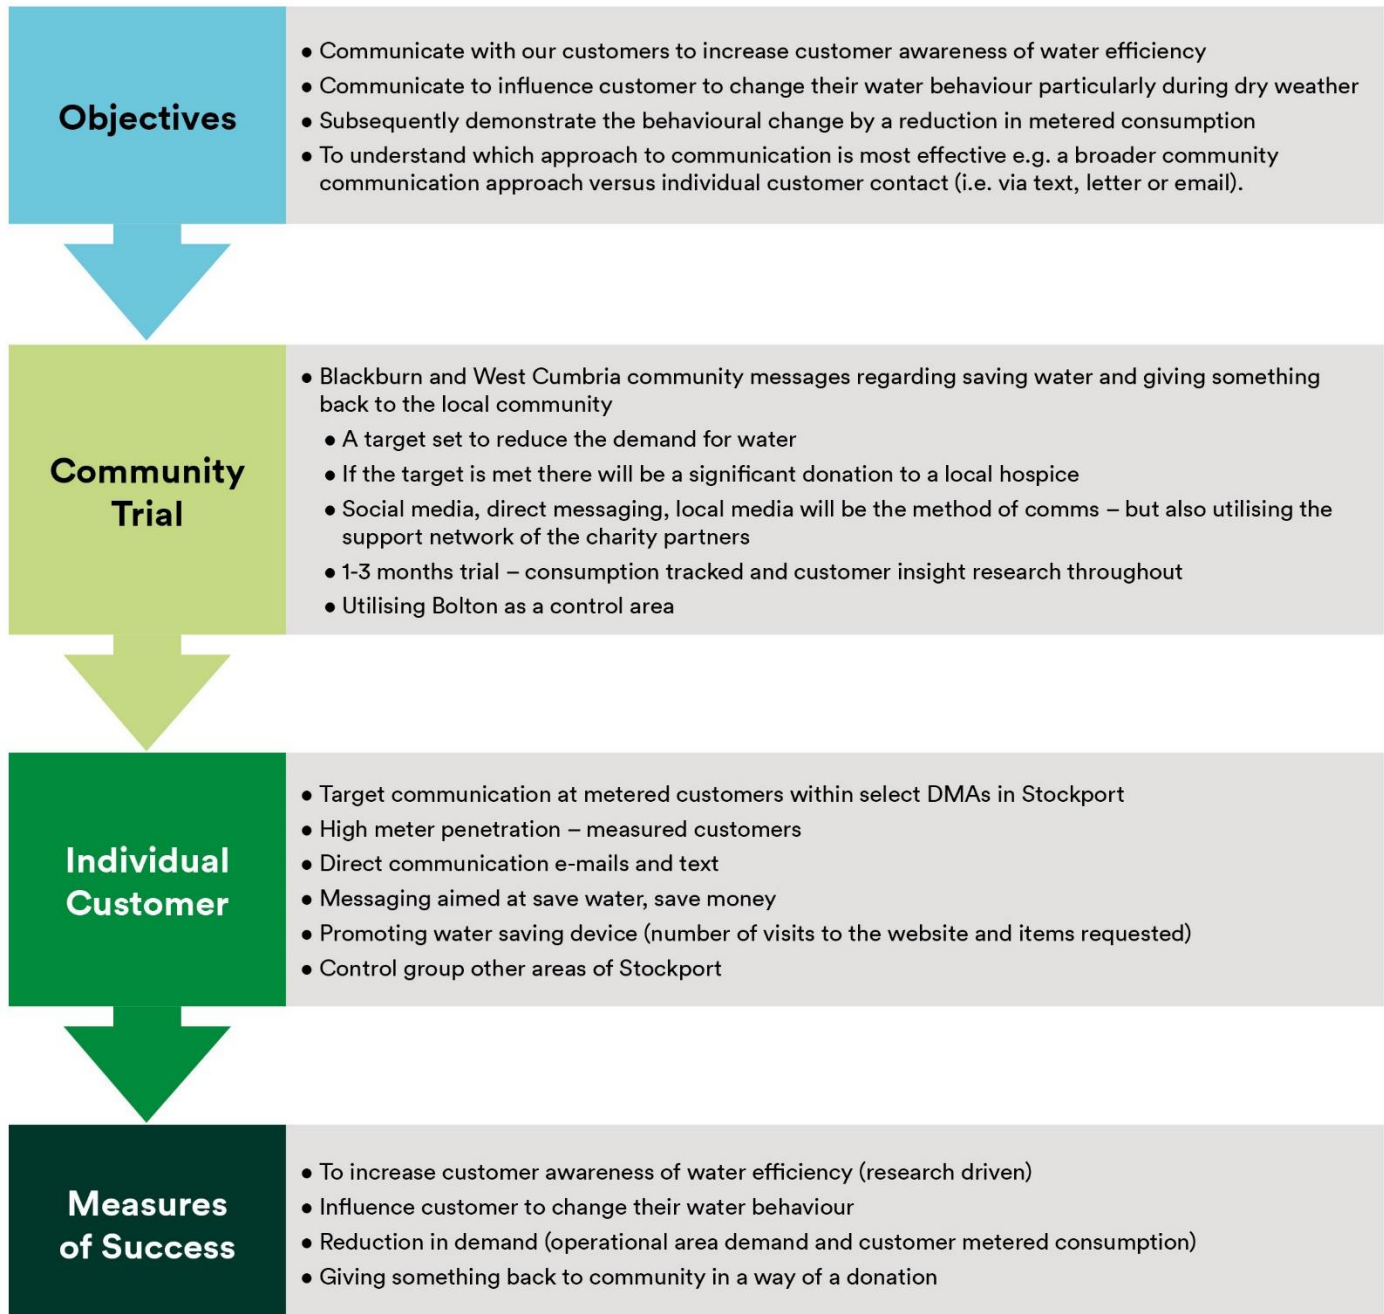 Objectives
• Communicate with our customers to increase customer awareness of water efficiency
• Communicate to influence customer to change their water behaviour particularly during dry weather
• Subsequently demonstrate the behavioural change by a reduction in metered consumption
• To understand which approach to communication is most effective e.g. a broader community
communication approach versus individual customer contact (i.e. via text, letter or email).
Community
Trial
• Blackburn and West Cumbria community messages regarding saving water and giving something
back to the local community
• A target set to reduce the demand for water
• If the target is met there will be a significant donation to a local hospice
• Social media, direct messaging, local media will be the method of comms – but also utilising the
support network of the charity partners
• 1-3 months trial – consumption tracked and customer insight research throughout
• Utilising Bolton as a control area
Individual
Customer
• Target communication at metered customers within select DMAs in Stockport
• High meter penetration – measured customers
• Direct communication e-mails and text
• Messaging aimed at save water, save money
• Promoting water saving device (number of visits to the website and items requested)
• Control group other areas of Stockport
Measures
of Success
• To increase customer awareness of water efficiency (research driven)
• Influence customer to change their water behaviour
• Reduction in demand (operational area demand and customer metered consumption)
• Giving something back to community in a way of a donation